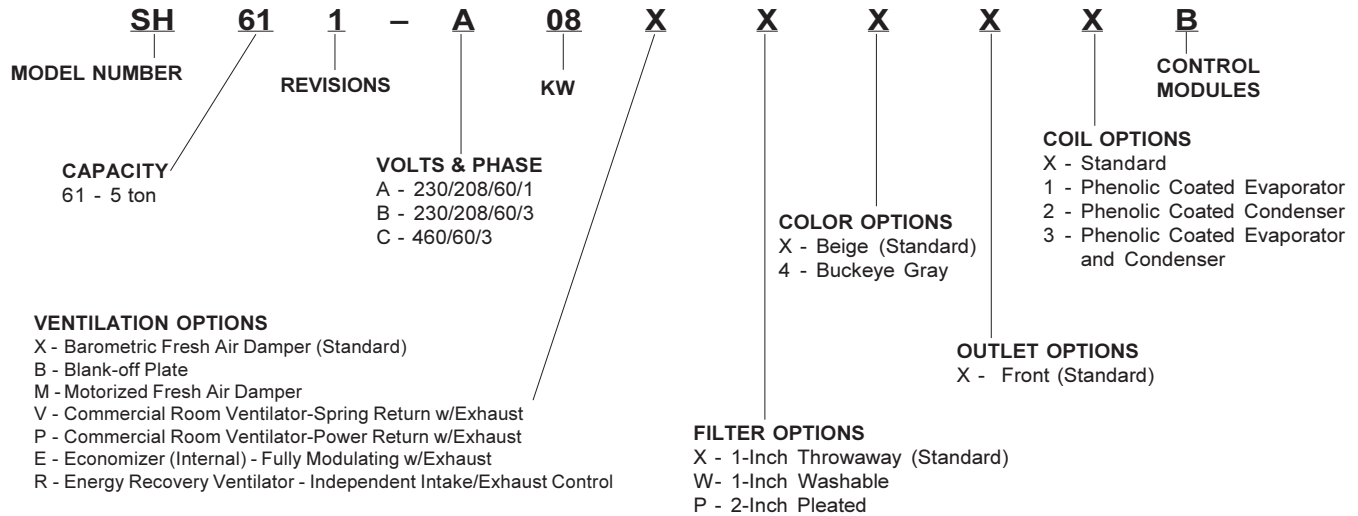 SH 61 1 – A 08 X X X X X B
MODEL NUMBER
REVISIONS
KW
CONTROL
MODULES
CAPACITY
61 - 5 ton
VOLTS & PHASE
A - 230/208/60/1
B - 230/208/60/3
C - 460/60/3
COIL OPTIONS
X - Standard
1 - Phenolic Coated Evaporator
2 - Phenolic Coated Condenser
3 - Phenolic Coated Evaporator
and Condenser
COLOR OPTIONS
X - Beige (Standard)
4 - Buckeye Gray
VENTILATION OPTIONS
X - Barometric Fresh Air Damper (Standard)
B - Blank-off Plate
M - Motorized Fresh Air Damper
V - Commercial Room Ventilator-Spring Return w/Exhaust
P - Commercial Room Ventilator-Power Return w/Exhaust
E - Economizer (Internal) - Fully Modulating w/Exhaust
R - Energy Recovery Ventilator - Independent Intake/Exhaust Control
OUTLET OPTIONS
X - Front (Standard)
FILTER OPTIONS
X - 1-Inch Throwaway (Standard)
W- 1-Inch Washable
P - 2-Inch Pleated